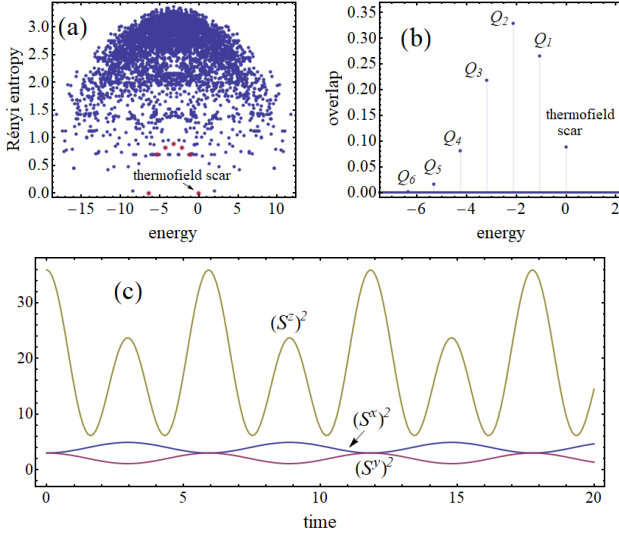 (a)
Rényi entropy
3.5
3.0
2.5
2.0
1.5
1.0
0.5
0.0
thermofield scar
−15 −10 −5 0 5 10
energy
(b)
overlap
0.35
0.30
0.25
0.20
0.15
0.10
0.05
0.00
Q₂
Q₁
Q₃
thermofield
scar
Q₄
Q₅
Q₆
−6 −4 −2 0 2
energy
(c)
30
20
10
0
(Sᶻ)²
(Sˣ)²
(Sʸ)²
0 5 10 15 20
time